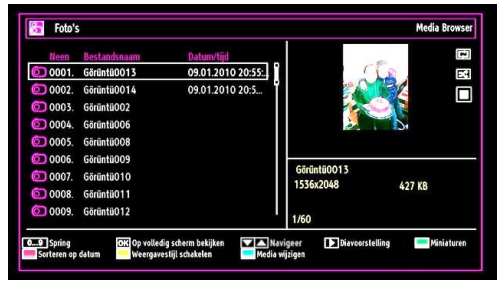 Foto's Media Browser
Neen Bestandsnaam Datum/tijd
0001. Görüntü0013 09.01.2010 20:55:..
0002. Görüntü0014 09.01.2010 20:5...
0003. Görüntü002
0004. Görüntü006
0005. Görüntü008
0006. Görüntü009
0007. Görüntü010
0008. Görüntü011
0009. Görüntü012
Görüntü0013
1536x2048 427 KB
1/60
0...9 Spring OK Op volledig scherm bekijken Navigeer Diavoorstelling Miniaturen
Sorteren op datum Weergavestijl schakelen Media wijzigen